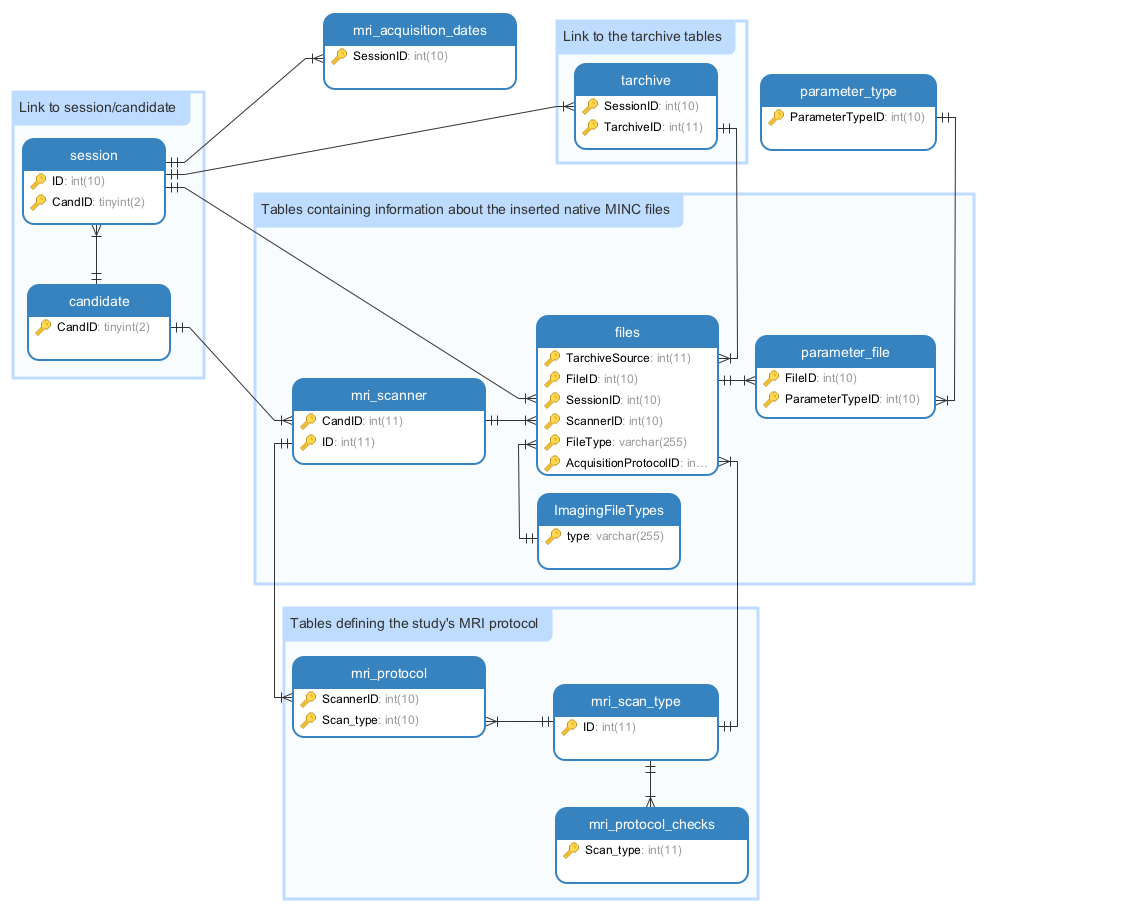 mri_acquisition_dates
SessionID: int(10)
Link to the tarchive tables
tarchive
SessionID: int(10)
TarchiveID: int(11)
parameter_type
ParameterTypeID: int(10)
Link to session/candidate
session
ID: int(10)
CandID: tinyint(2)
candidate
CandID: tinyint(2)
Tables containing information about the inserted native MINC files
files
TarchiveSource: int(11)
FileID: int(10)
SessionID: int(10)
ScannerID: int(10)
FileType: varchar(255)
AcquisitionProtocolID: in...
parameter_file
FileID: int(10)
ParameterTypeID: int(10)
mri_scanner
CandID: int(11)
ID: int(11)
ImagingFileTypes
type: varchar(255)
Tables defining the study's MRI protocol
mri_protocol
ScannerID: int(10)
Scan_type: int(10)
mri_scan_type
ID: int(11)
mri_protocol_checks
Scan_type: int(11)